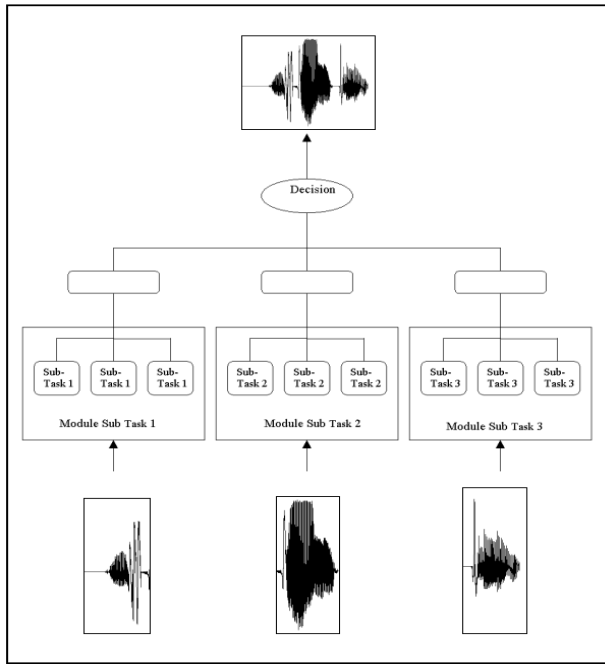 Decision
Sub-
Task 1
Sub-
Task 1
Sub-
Task 1
Module Sub Task 1
Sub-
Task 2
Sub-
Task 2
Sub-
Task 2
Module Sub Task 2
Sub-
Task 3
Sub-
Task 3
Sub-
Task 3
Module Sub Task 3